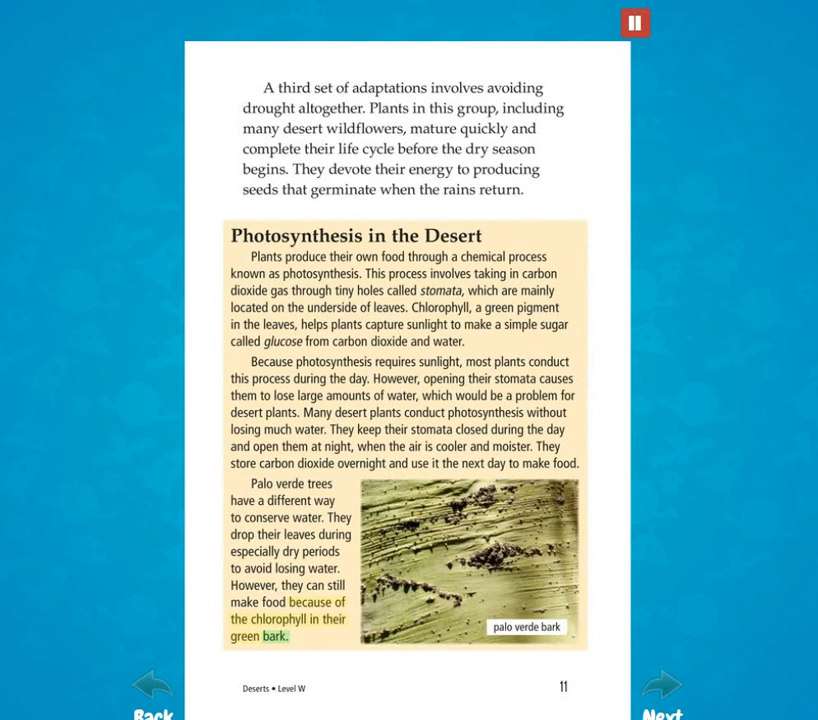 A third set of adaptations involves avoiding
drought altogether. Plants in this group, including
many desert wildflowers, mature quickly and
complete their life cycle before the dry season
begins. They devote their energy to producing
seeds that germinate when the rains return.
Photosynthesis in the Desert
Plants produce their own food through a chemical process
known as photosynthesis. This process involves taking in carbon
dioxide gas through tiny holes called stomata, which are mainly
located on the underside of leaves. Chlorophyll, a green pigment
in the leaves, helps plants capture sunlight to make a simple sugar
called glucose from carbon dioxide and water.
Because photosynthesis requires sunlight, most plants conduct
this process during the day. However, opening their stomata causes
them to lose large amounts of water, which would be a problem for
desert plants. Many desert plants conduct photosynthesis without
losing much water. They keep their stomata closed during the day
and open them at night, when the air is cooler and moister. They
store carbon dioxide overnight and use it the next day to make food.
Palo verde trees
have a different way
to conserve water. They
drop their leaves during
especially dry periods
to avoid losing water.
However, they can still
make food because of
the chlorophyll in their
green bark.
palo verde bark
Deserts • Level W
11
Back
Next